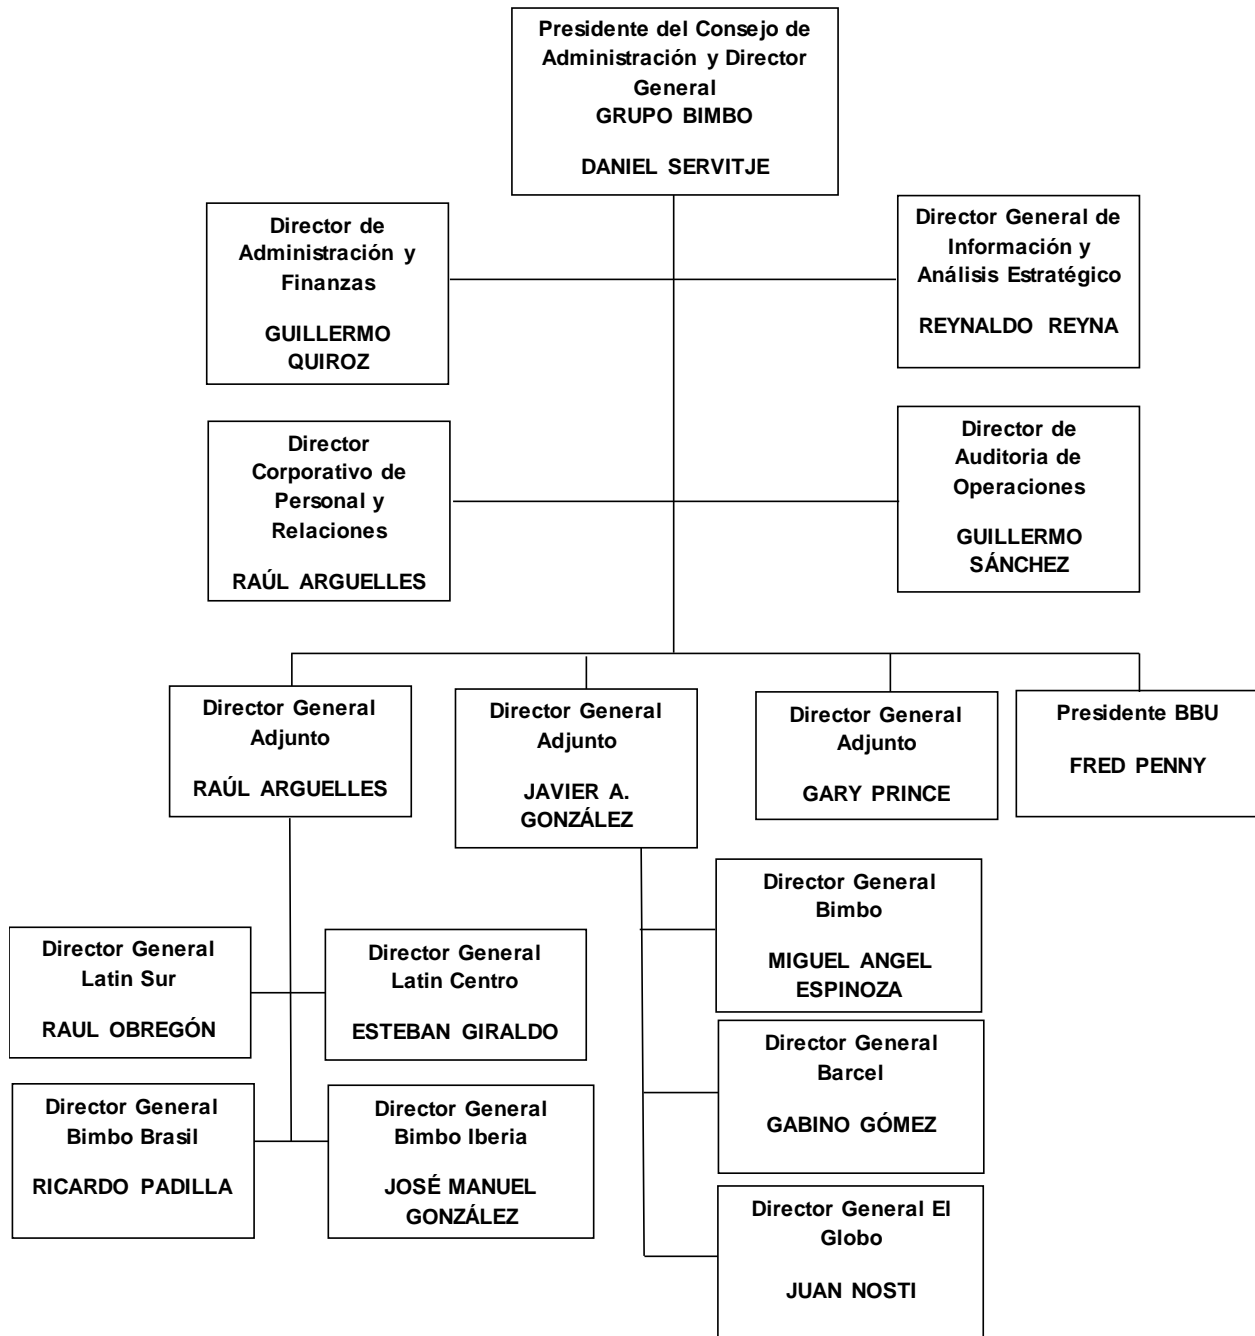 Presidente del Consejo de
Administración y Director
General
GRUPO BIMBO
DANIEL SERVITJE
Director de
Administración y
Finanzas
GUILLERMO
QUIROZ
Director General de
Información y
Análisis Estratégico
REYNALDO REYNA
Director
Corporativo de
Personal y
Relaciones
RAÚL ARGUELLES
Director de
Auditoria de
Operaciones
GUILLERMO
SÁNCHEZ
Director General
Adjunto
RAÚL ARGUELLES
Director General
Adjunto
JAVIER A.
GONZÁLEZ
Director General
Adjunto
GARY PRINCE
Presidente BBU
FRED PENNY
Director General
Latin Sur
RAUL OBREGÓN
Director General
Latin Centro
ESTEBAN GIRALDO
Director General
Bimbo Brasil
RICARDO PADILLA
Director General
Bimbo Iberia
JOSÉ MANUEL
GONZÁLEZ
Director General
Bimbo
MIGUEL ANGEL
ESPINOZA
Director General
Barcel
GABINO GÓMEZ
Director General El
Globo
JUAN NOSTI